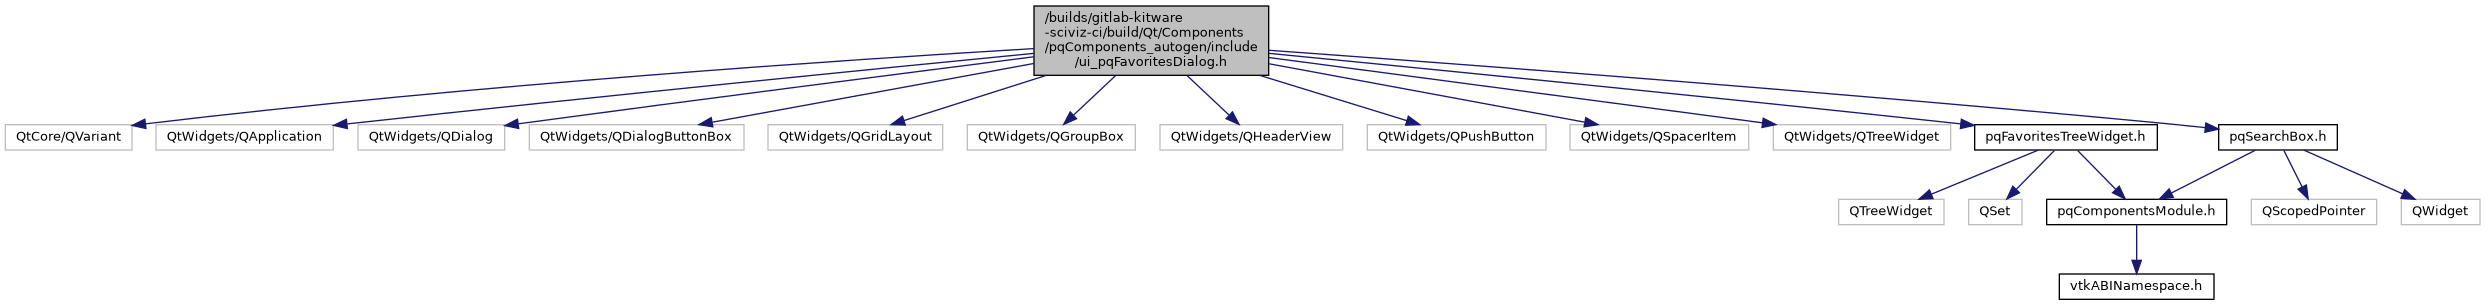 /builds/gitlab-kitware
-sciviz-ci/build/Qt/Components
/pqComponents_autogen/include
/ui_pqFavoritesDialog.h
QtCore/QVariant
QtWidgets/QApplication
QtWidgets/QDialog
QtWidgets/QDialogButtonBox
QtWidgets/QGridLayout
QtWidgets/QGroupBox
QtWidgets/QHeaderView
QtWidgets/QPushButton
QtWidgets/QSpacerItem
QtWidgets/QTreeWidget
pqFavoritesTreeWidget.h
pqSearchBox.h
QTreeWidget
QSet
pqComponentsModule.h
QScopedPointer
QWidget
vtkABINamespace.h